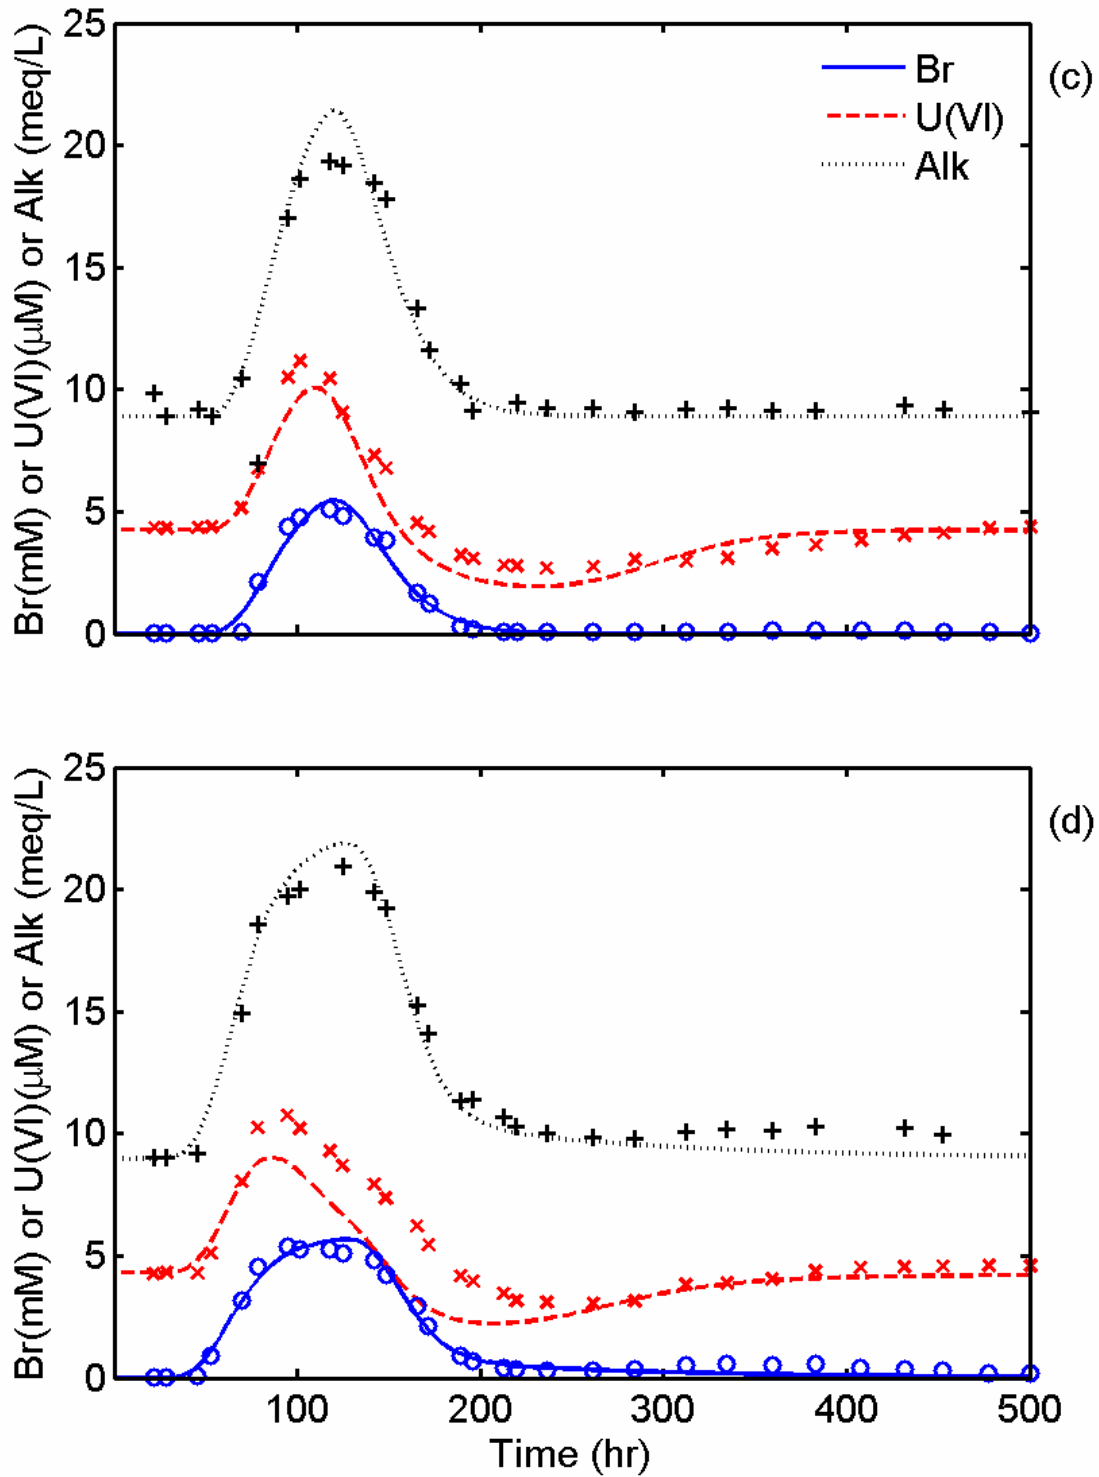 25
20
15
10
5
0
Br(mM) or U(VI)(μM) or Alk (meq/L)
Br
U(VI)
Alk
(c)
25
20
15
10
5
0
Br(mM) or U(VI)(μM) or Alk (meq/L)
(d)
100 200 300 400 500
Time (hr)